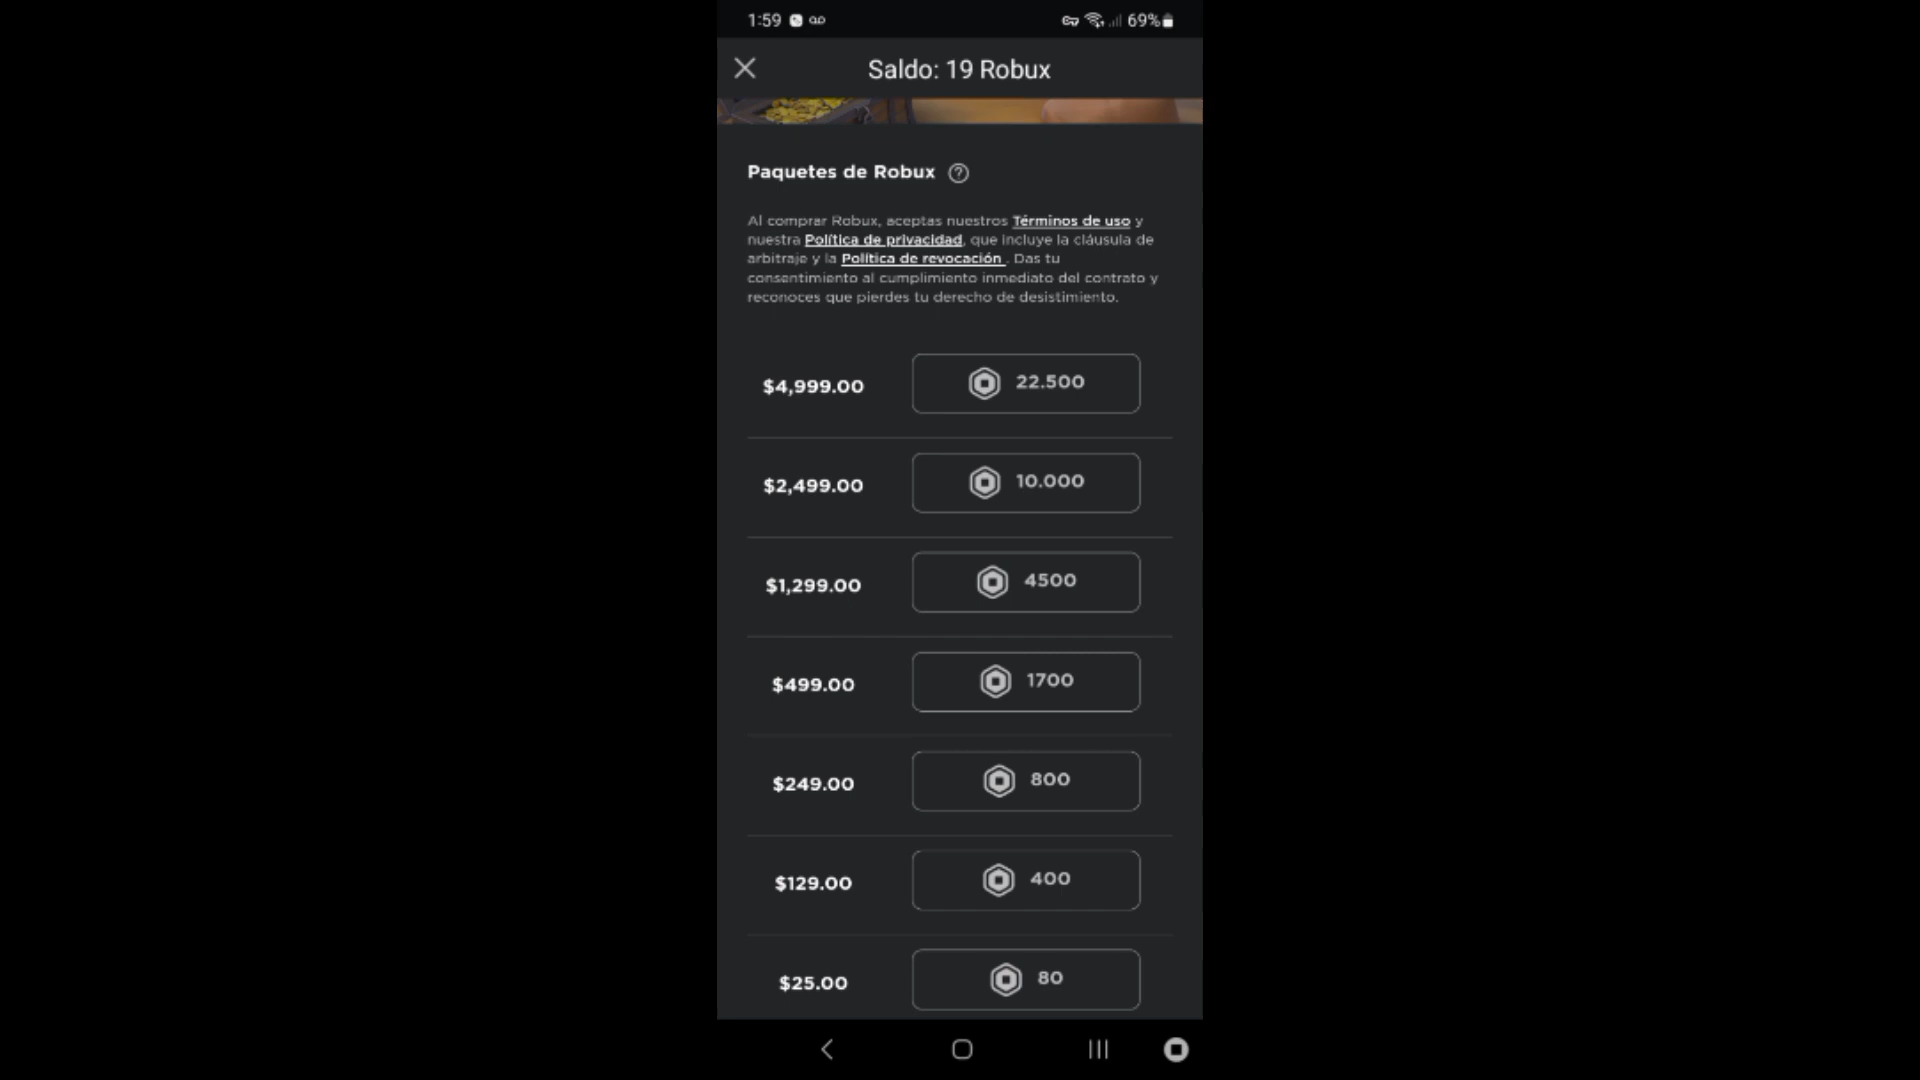 1:59 69%
Saldo: 19 Robux
Paquetes de Robux ?
Al comprar Robux, aceptas nuestros Términos de uso y
nuestra Política de privacidad, que incluye la cláusula de
arbitraje y la Política de revocación . Das tu
consentimiento al cumplimiento inmediato del contrato y
reconoces que pierdes tu derecho de desistimiento.
$4,999.00 22.500
$2,499.00 10.000
$1,299.00 4500
$499.00 1700
$249.00 800
$129.00 400
$25.00 80